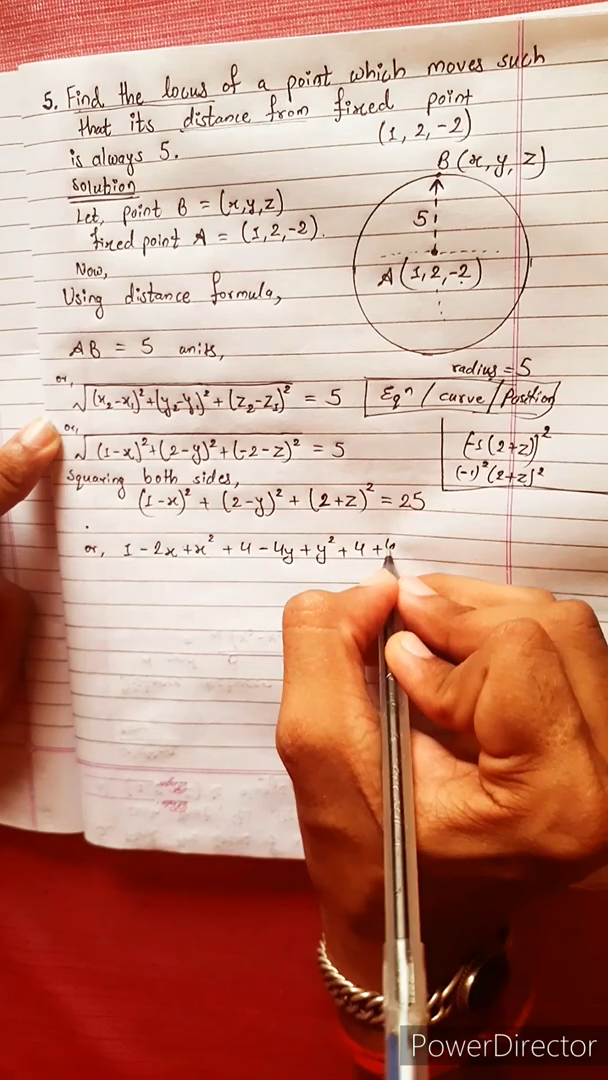 5. Find the locus of a point which moves such
that its distance from fixed point
(1, 2, -2)
is always 5.
Solution
Let, point B = (x,y,z)
fixed point A = (1,2,-2).
Now,
Using distance formula,
B (x, y, z)
5
A (1, 2, -2)
radius = 5
AB = 5 units,
or, √(x₂-x₁)²+(y₂-y₁)²+(z₂-z₁)² = 5
Eqⁿ / curve / Position
or, √(1-x)²+(2-y)²+(-2-z)² = 5
{-1(2+z)}²
(-1)²(2+z)²
Squaring both sides,
(1-x)² + (2-y)² + (2+z)² = 25
or, 1 - 2x + x² + 4 - 4y + y² + 4 + 4
PowerDirector